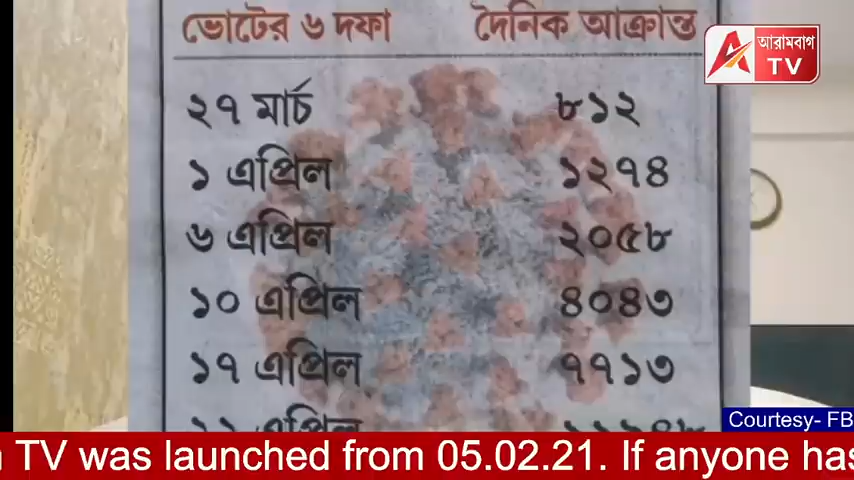 ভোটের ৬ দফা দৈনিক আক্রান্ত
আরামবাগ
TV
২৭ মার্চ ৮১২
১ এপ্রিল ১২৭৪
৬ এপ্রিল ২০৫৮
১০ এপ্রিল ৪০৪৩
১৭ এপ্রিল ৭৭১৩
এপ্রিল
Courtesy- FB
TV was launched from 05.02.21. If anyone has